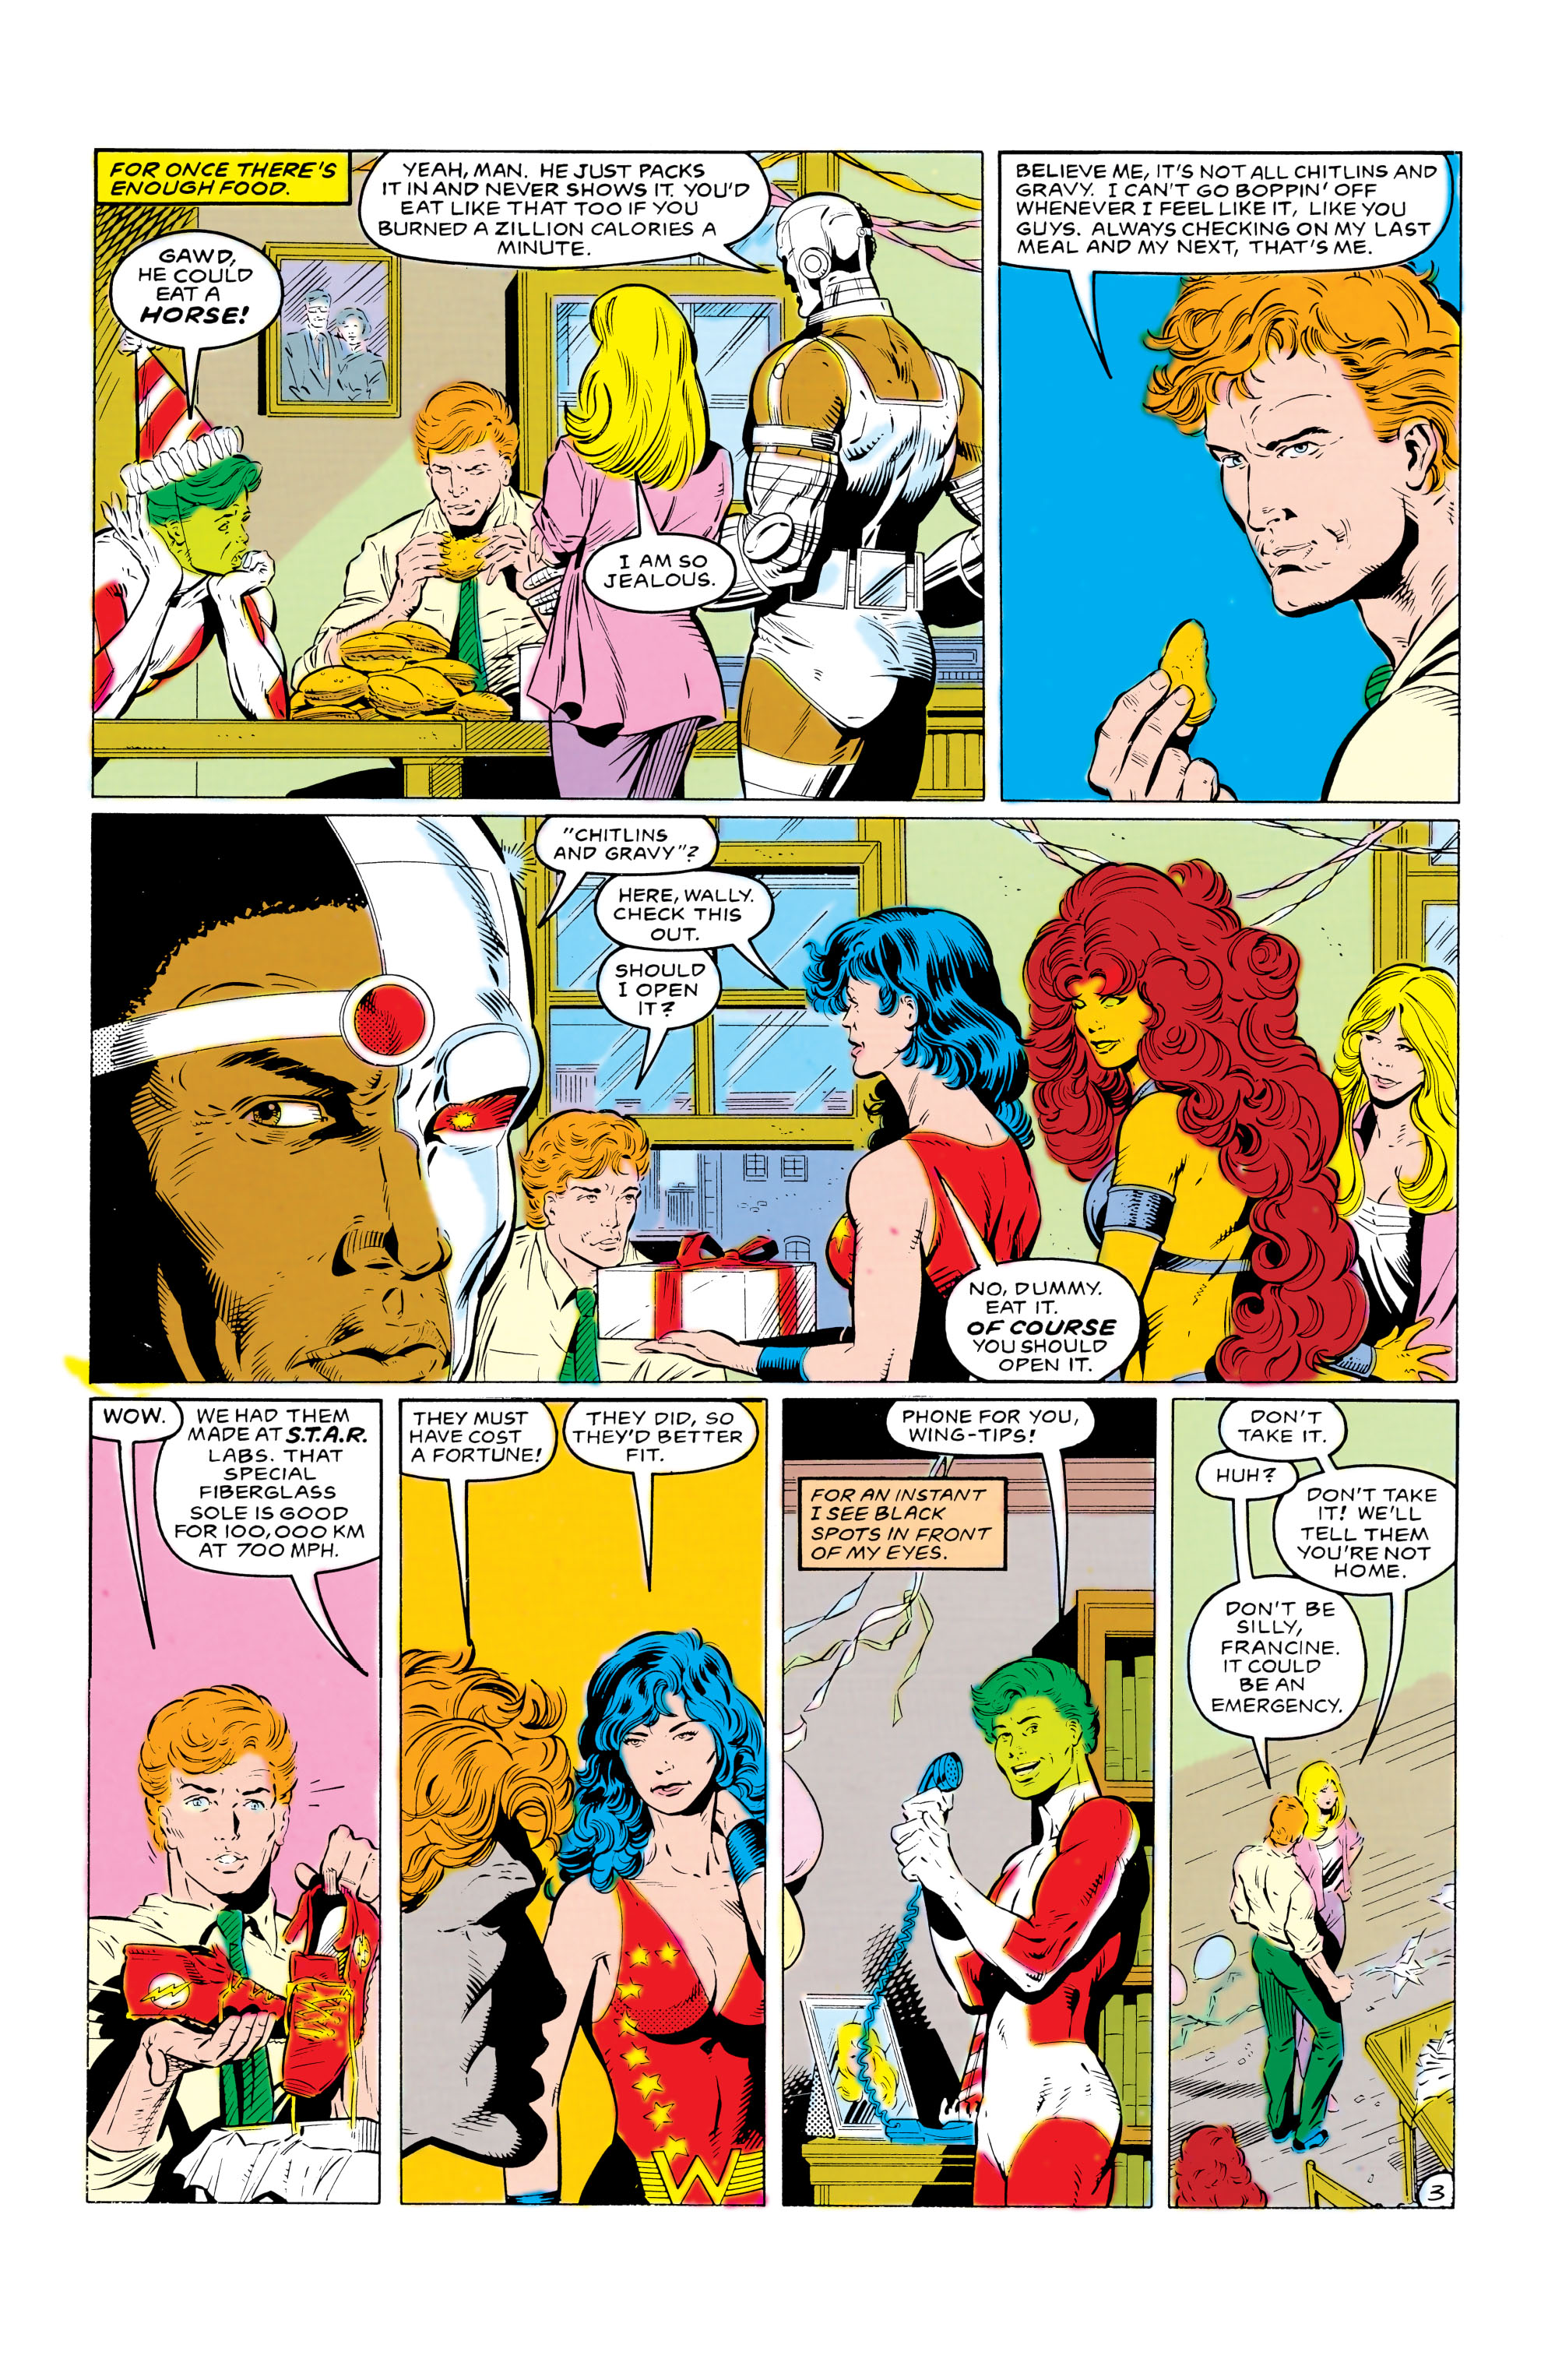 FOR ONCE THERE'S
ENOUGH FOOD.
GAWD,
HE COULD
EAT A
HORSE!
YEAH, MAN. HE JUST PACKS
IT IN AND NEVER SHOWS IT. YOU'D
EAT LIKE THAT TOO IF YOU
BURNED A ZILLION CALORIES A
MINUTE.
I AM SO
JEALOUS.
BELIEVE ME, IT'S NOT ALL CHITLINS AND
GRAVY. I CAN'T GO BOPPIN' OFF
WHENEVER I FEEL LIKE IT, LIKE YOU
GUYS. ALWAYS CHECKING ON MY LAST
MEAL AND MY NEXT, THAT'S ME.
"CHITLINS
AND GRAVY"?
HERE, WALLY.
CHECK THIS
OUT.
SHOULD
I OPEN
IT?
NO, DUMMY.
EAT IT.
OF COURSE
YOU SHOULD
OPEN IT.
WOW.
WE HAD THEM
MADE AT S.T.A.R.
LABS. THAT
SPECIAL
FIBERGLASS
SOLE IS GOOD
FOR 100,000 KM
AT 700 MPH.
THEY MUST
HAVE COST
A FORTUNE!
THEY DID, SO
THEY'D BETTER
FIT.
PHONE FOR YOU,
WING-TIPS!
FOR AN INSTANT
I SEE BLACK
SPOTS IN FRONT
OF MY EYES.
DON'T
TAKE IT.
HUH?
DON'T TAKE
IT! WE'LL
TELL THEM
YOU'RE NOT
HOME.
DON'T BE
SILLY,
FRANCINE.
IT COULD
BE AN
EMERGENCY.
3